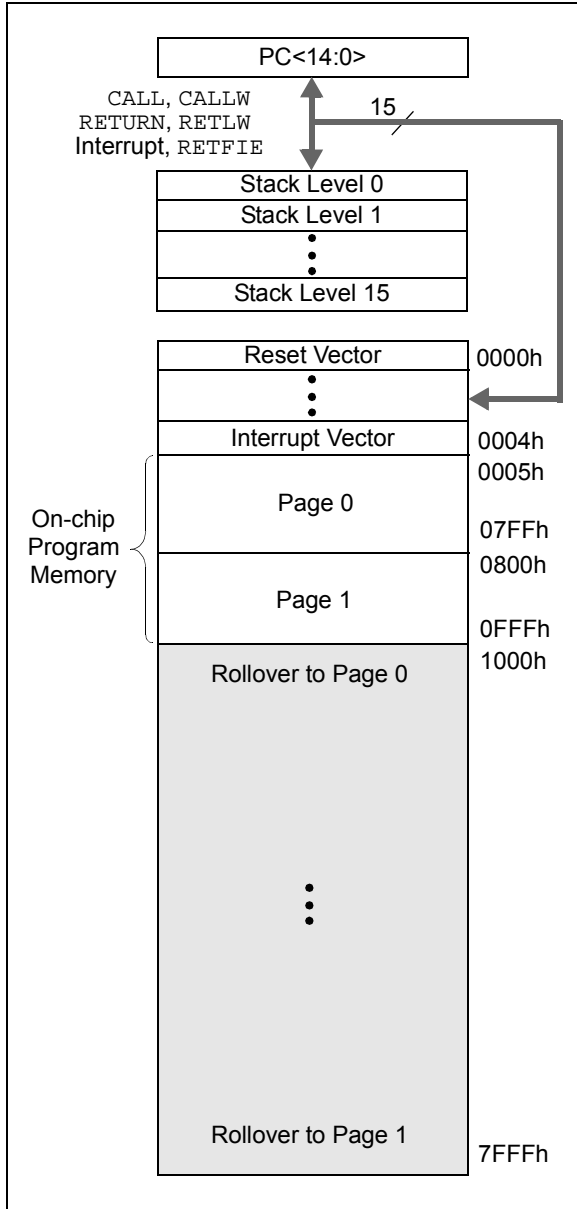 PC<14:0>
CALL, CALLW
RETURN, RETLW
Interrupt, RETFIE
15
Stack Level 0
Stack Level 1
Stack Level 15
Reset Vector
0000h
Interrupt Vector
0004h
0005h
On-chip
Program
Memory
Page 0
07FFh
0800h
Page 1
0FFFh
1000h
Rollover to Page 0
Rollover to Page 1
7FFFh